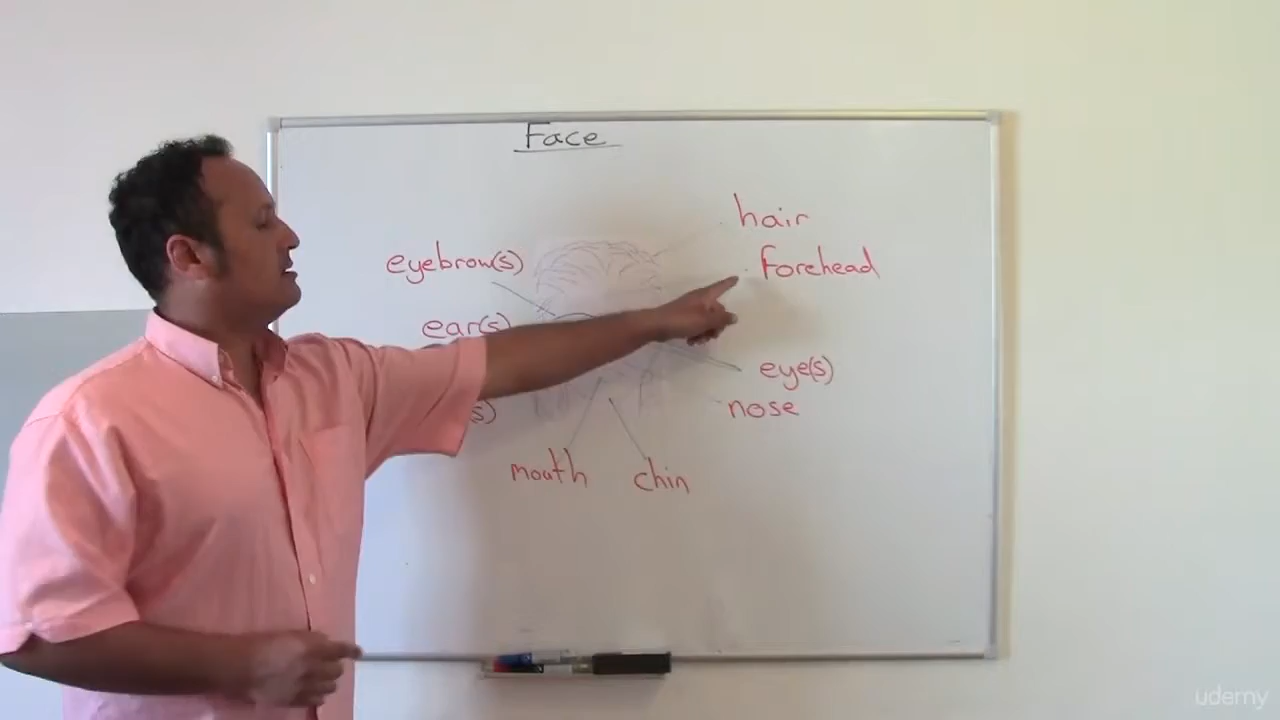 Face
hair
eyebrow(s)
forehead
ear(s)
eye(s)
nose
(s)
mouth
chin
udemy